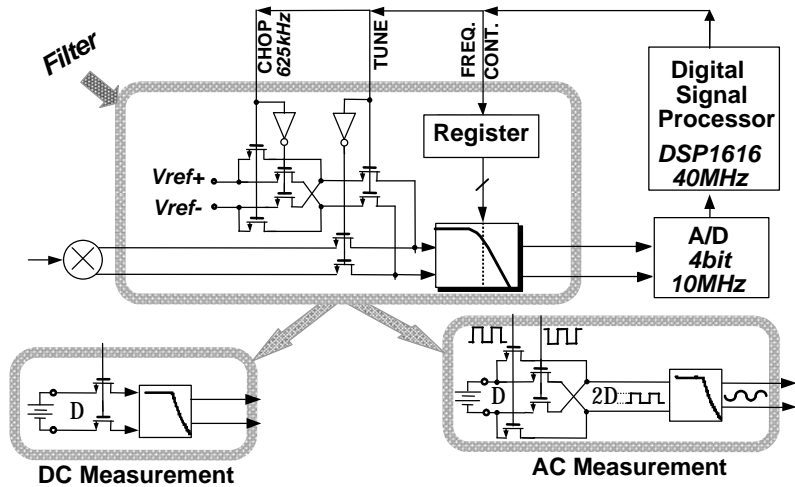 Filter
CHOP
625kHz
TUNE
FREQ.
CONT.
Digital
Signal
Processor
DSP1616
40MHz
Register
Vref+
Vref-
A/D
4bit
10MHz
D
DC Measurement
D
2D
AC Measurement